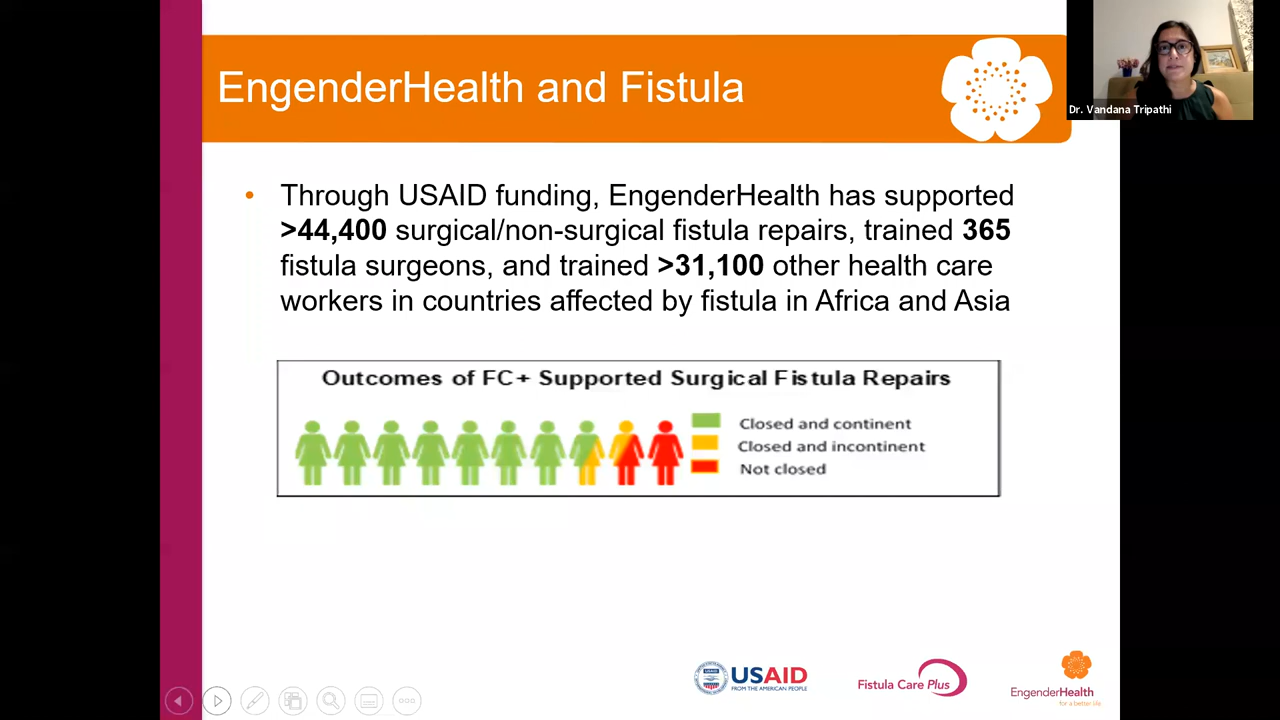 EngenderHealth and Fistula
Dr. Vandana Tripathi
• Through USAID funding, EngenderHealth has supported
>44,400 surgical/non-surgical fistula repairs, trained 365
fistula surgeons, and trained >31,100 other health care
workers in countries affected by fistula in Africa and Asia
Outcomes of FC+ Supported Surgical Fistula Repairs
Closed and continent
Closed and incontinent
Not closed
USAID
FROM THE AMERICAN PEOPLE
Fistula Care Plus
EngenderHealth
for a better life